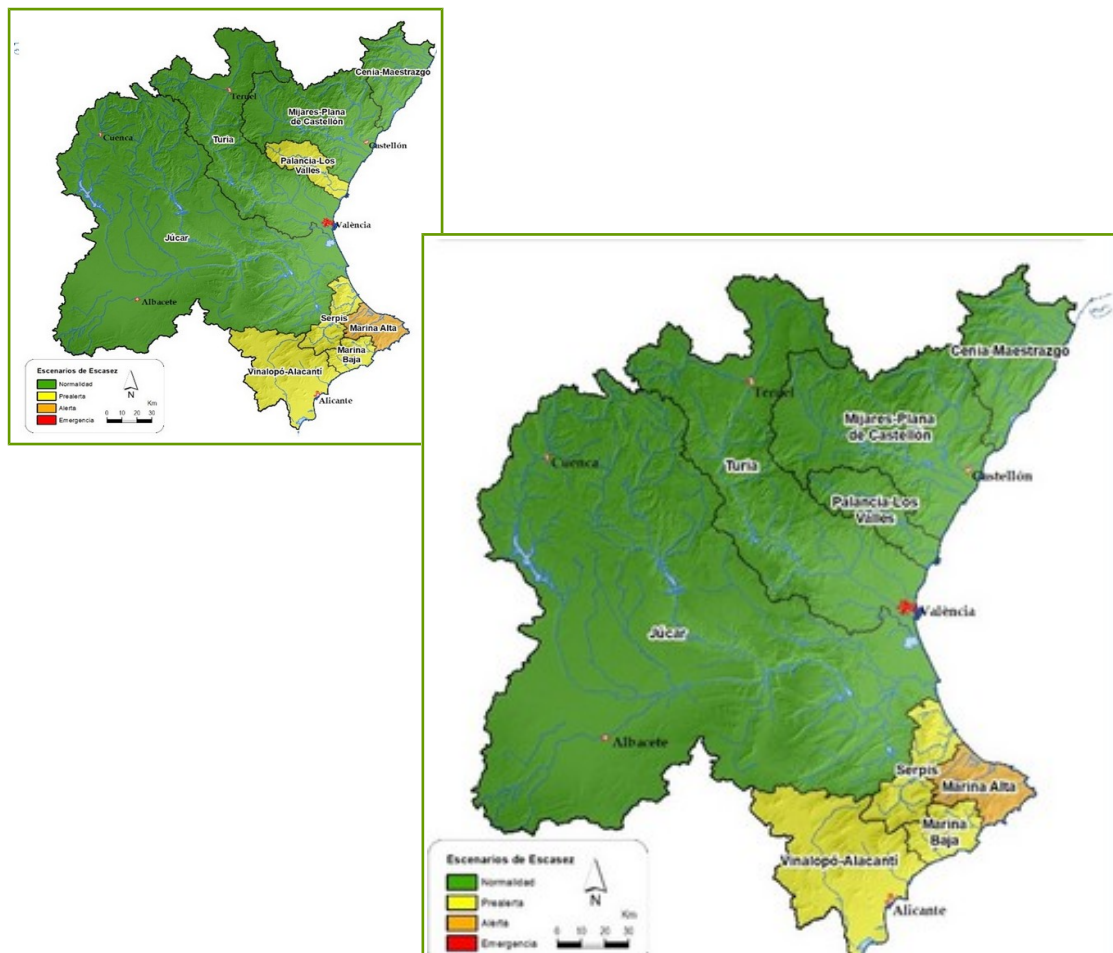 Cenia-Maestrazgo
Teruel
Mijares-Plana
de Castellón
Cuenca
Turia
Castellón
Palancia-Los
Valles
València
Júcar
Albacete
Serpis
Marina Alta
Marina
Baja
Vinalopó-Alacantí
Alicante
Escenarios de Escasez
Normalidad
Prealerta
Alerta
Emergencia
N
Km
0 10 20 30
Cenia-Maestrazgo
Teruel
Mijares-Plana
de Castellón
Cuenca
Turia
Castellón
Palancia-Los
Valles
València
Júcar
Albacete
Serpis
Marina Alta
Marina
Baja
Vinalopó-Alacantí
Alicante
Escenarios de Escasez
Normalidad
Prealerta
Alerta
Emergencia
N
Km
0 10 20 30